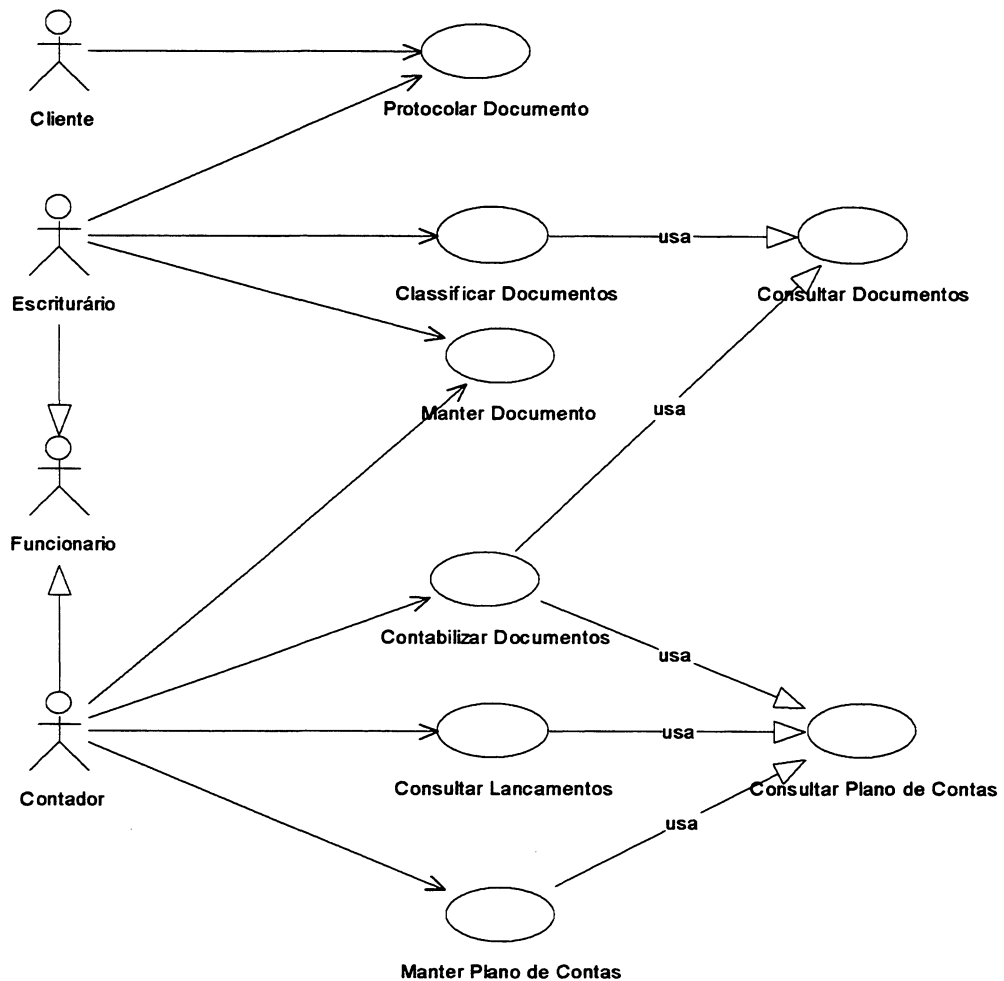 Cliente
Protocolar Documento
usa
Escriturário
Classificar Documentos
Consultar Documentos
Manter Documento
usa
Funcionario
Contabilizar Documentos
usa
usa
Contador
Consultar Lancamentos
Consultar Plano de Contas
usa
Manter Plano de Contas